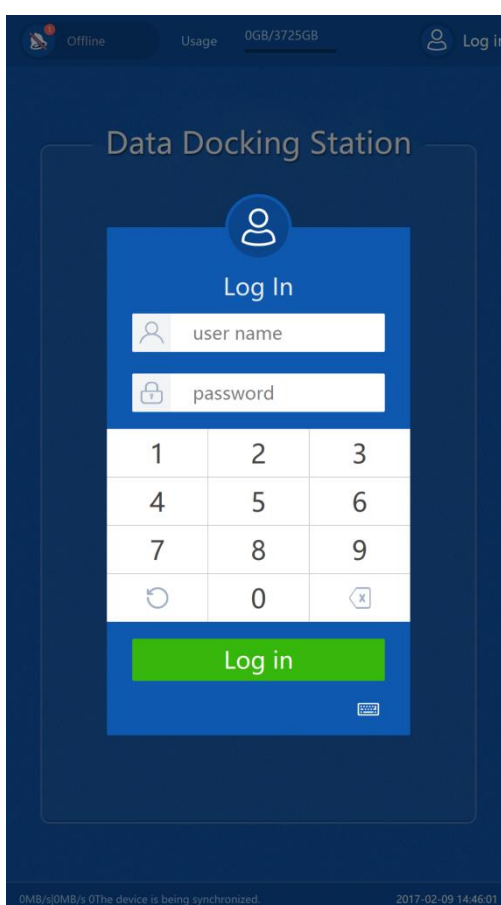 1
Offline
Usage
0GB/3725GB
Log in
Data Docking Station
Log In
user name
password
1 2 3
4 5 6
7 8 9
X 0
Log in
0MB/s|0MB/s 0The device is being synchronized.
2017-02-09 14:46:01